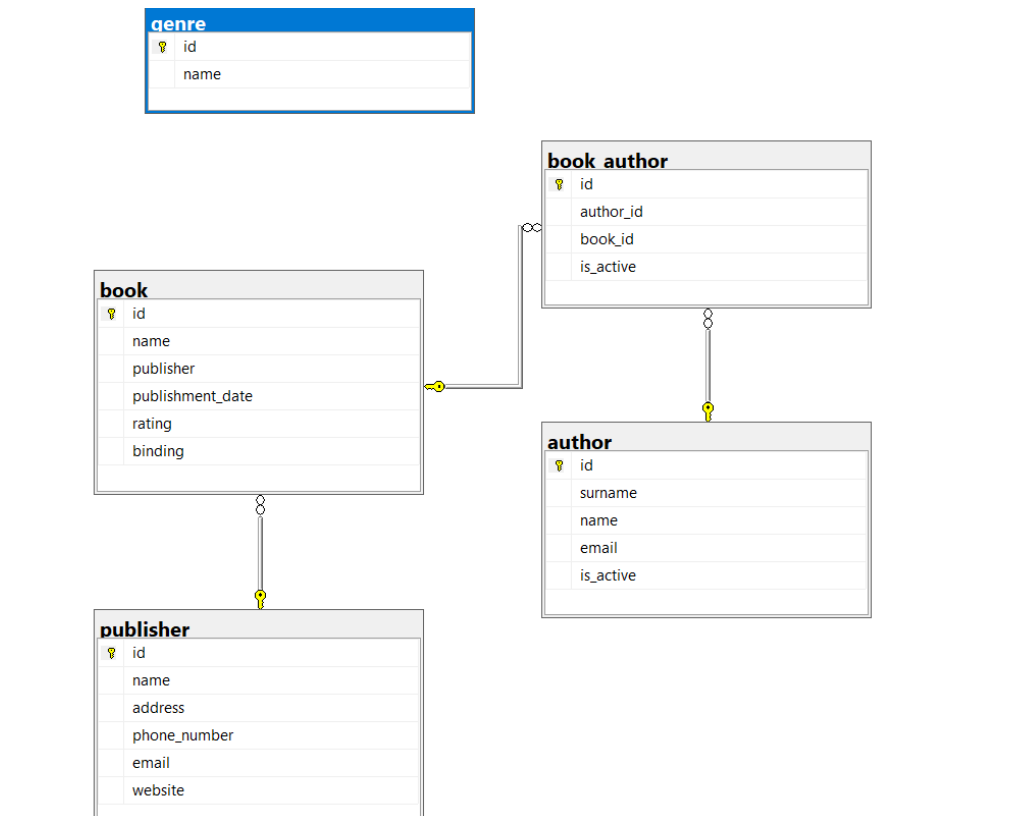 genre
id
name
book_author
id
author_id
book_id
is_active
book
id
name
publisher
publishment_date
rating
binding
author
id
surname
name
email
is_active
publisher
id
name
address
phone_number
email
website